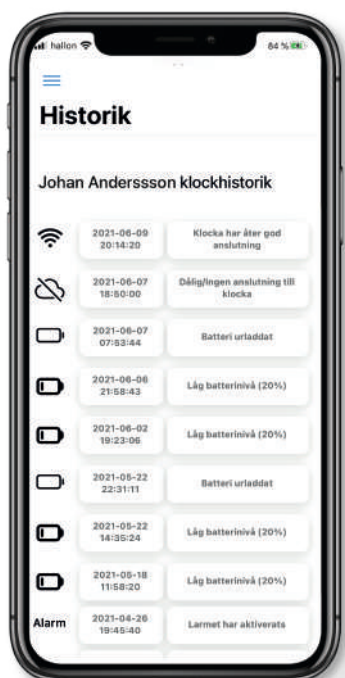 hallon 84 %
Historik
Johan Anderssson klockhistorik
2021-06-09
20:14:20
Klocka har åter god
anslutning
2021-06-07
18:50:00
Dålig/Ingen anslutning till
klocka
2021-06-07
07:53:44
Batteri urladdat
2021-06-06
21:58:43
Låg batterinivå (20%)
2021-06-02
19:23:06
Låg batterinivå (20%)
2021-05-22
22:31:11
Batteri urladdat
2021-05-22
14:35:24
Låg batterinivå (20%)
2021-05-18
11:58:20
Låg batterinivå (20%)
Alarm
2021-04-26
19:45:40
Larmet har aktiverats